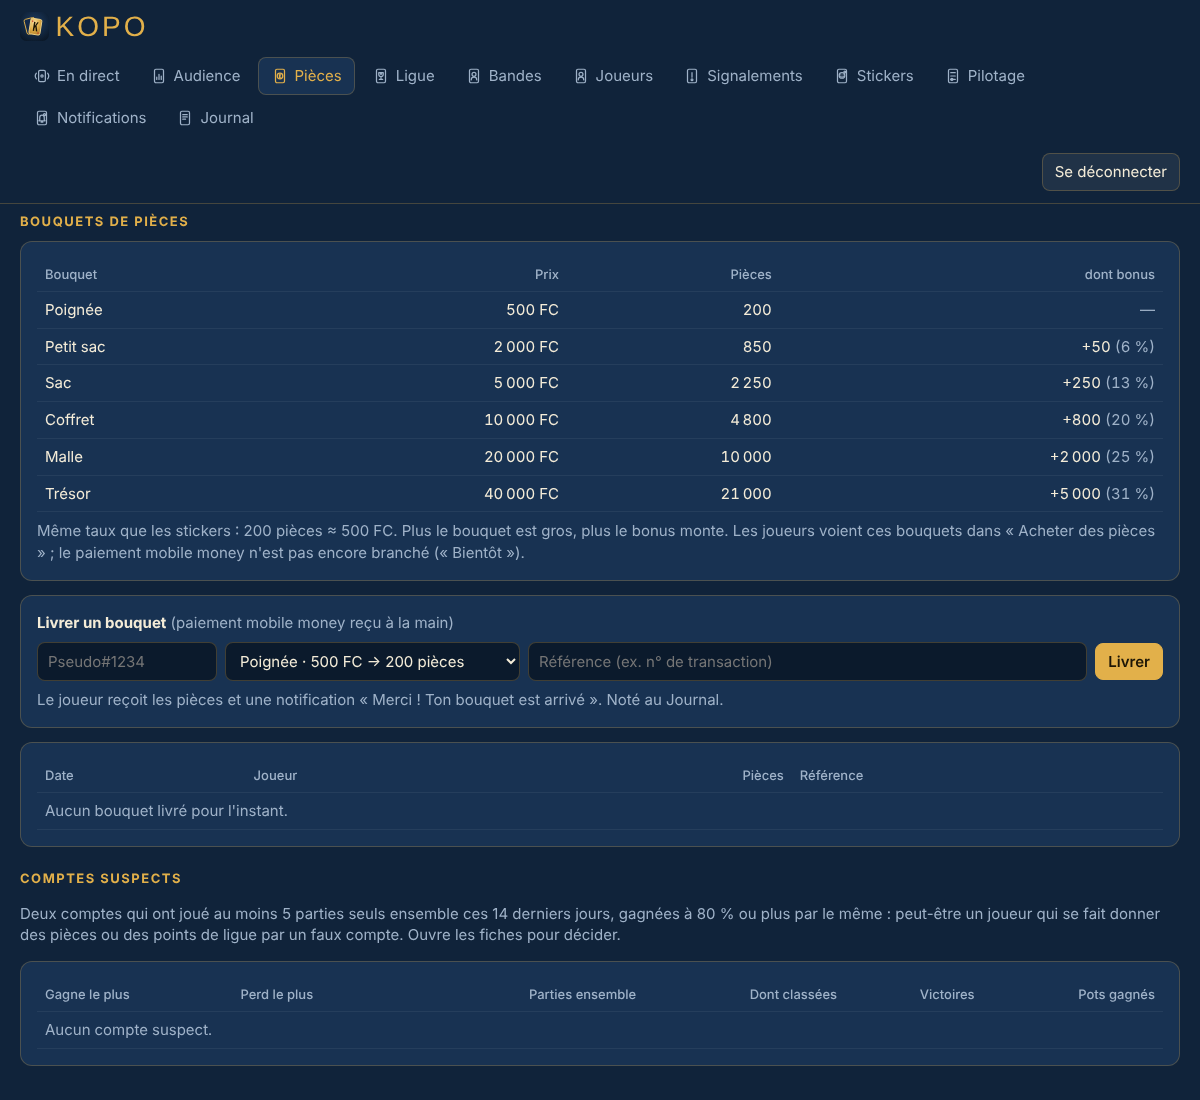 KOPO
En direct
Audience
Pièces
Ligue
Bandes
Joueurs
Signalements
Stickers
Pilotage
Notifications
Journal
Se déconnecter
BOUQUETS DE PIÈCES
Bouquet Prix Pièces dont bonus
Poignée 500 FC 200 —
Petit sac 2 000 FC 850 +50 (6 %)
Sac 5 000 FC 2 250 +250 (13 %)
Coffret 10 000 FC 4 800 +800 (20 %)
Malle 20 000 FC 10 000 +2 000 (25 %)
Trésor 40 000 FC 21 000 +5 000 (31 %)
Même taux que les stickers : 200 pièces ≈ 500 FC. Plus le bouquet est gros, plus le bonus monte. Les joueurs voient ces bouquets dans « Acheter des pièces
» ; le paiement mobile money n'est pas encore branché (« Bientôt »).
Livrer un bouquet (paiement mobile money reçu à la main)
Pseudo#1234
Poignée · 500 FC → 200 pièces
Référence (ex. n° de transaction)
Livrer
Le joueur reçoit les pièces et une notification « Merci ! Ton bouquet est arrivé ». Noté au Journal.
Date Joueur Pièces Référence
Aucun bouquet livré pour l'instant.
COMPTES SUSPECTS
Deux comptes qui ont joué au moins 5 parties seuls ensemble ces 14 derniers jours, gagnées à 80 % ou plus par le même : peut-être un joueur qui se fait donner
des pièces ou des points de ligue par un faux compte. Ouvre les fiches pour décider.
Gagne le plus Perd le plus Parties ensemble Dont classées Victoires Pots gagnés
Aucun compte suspect.